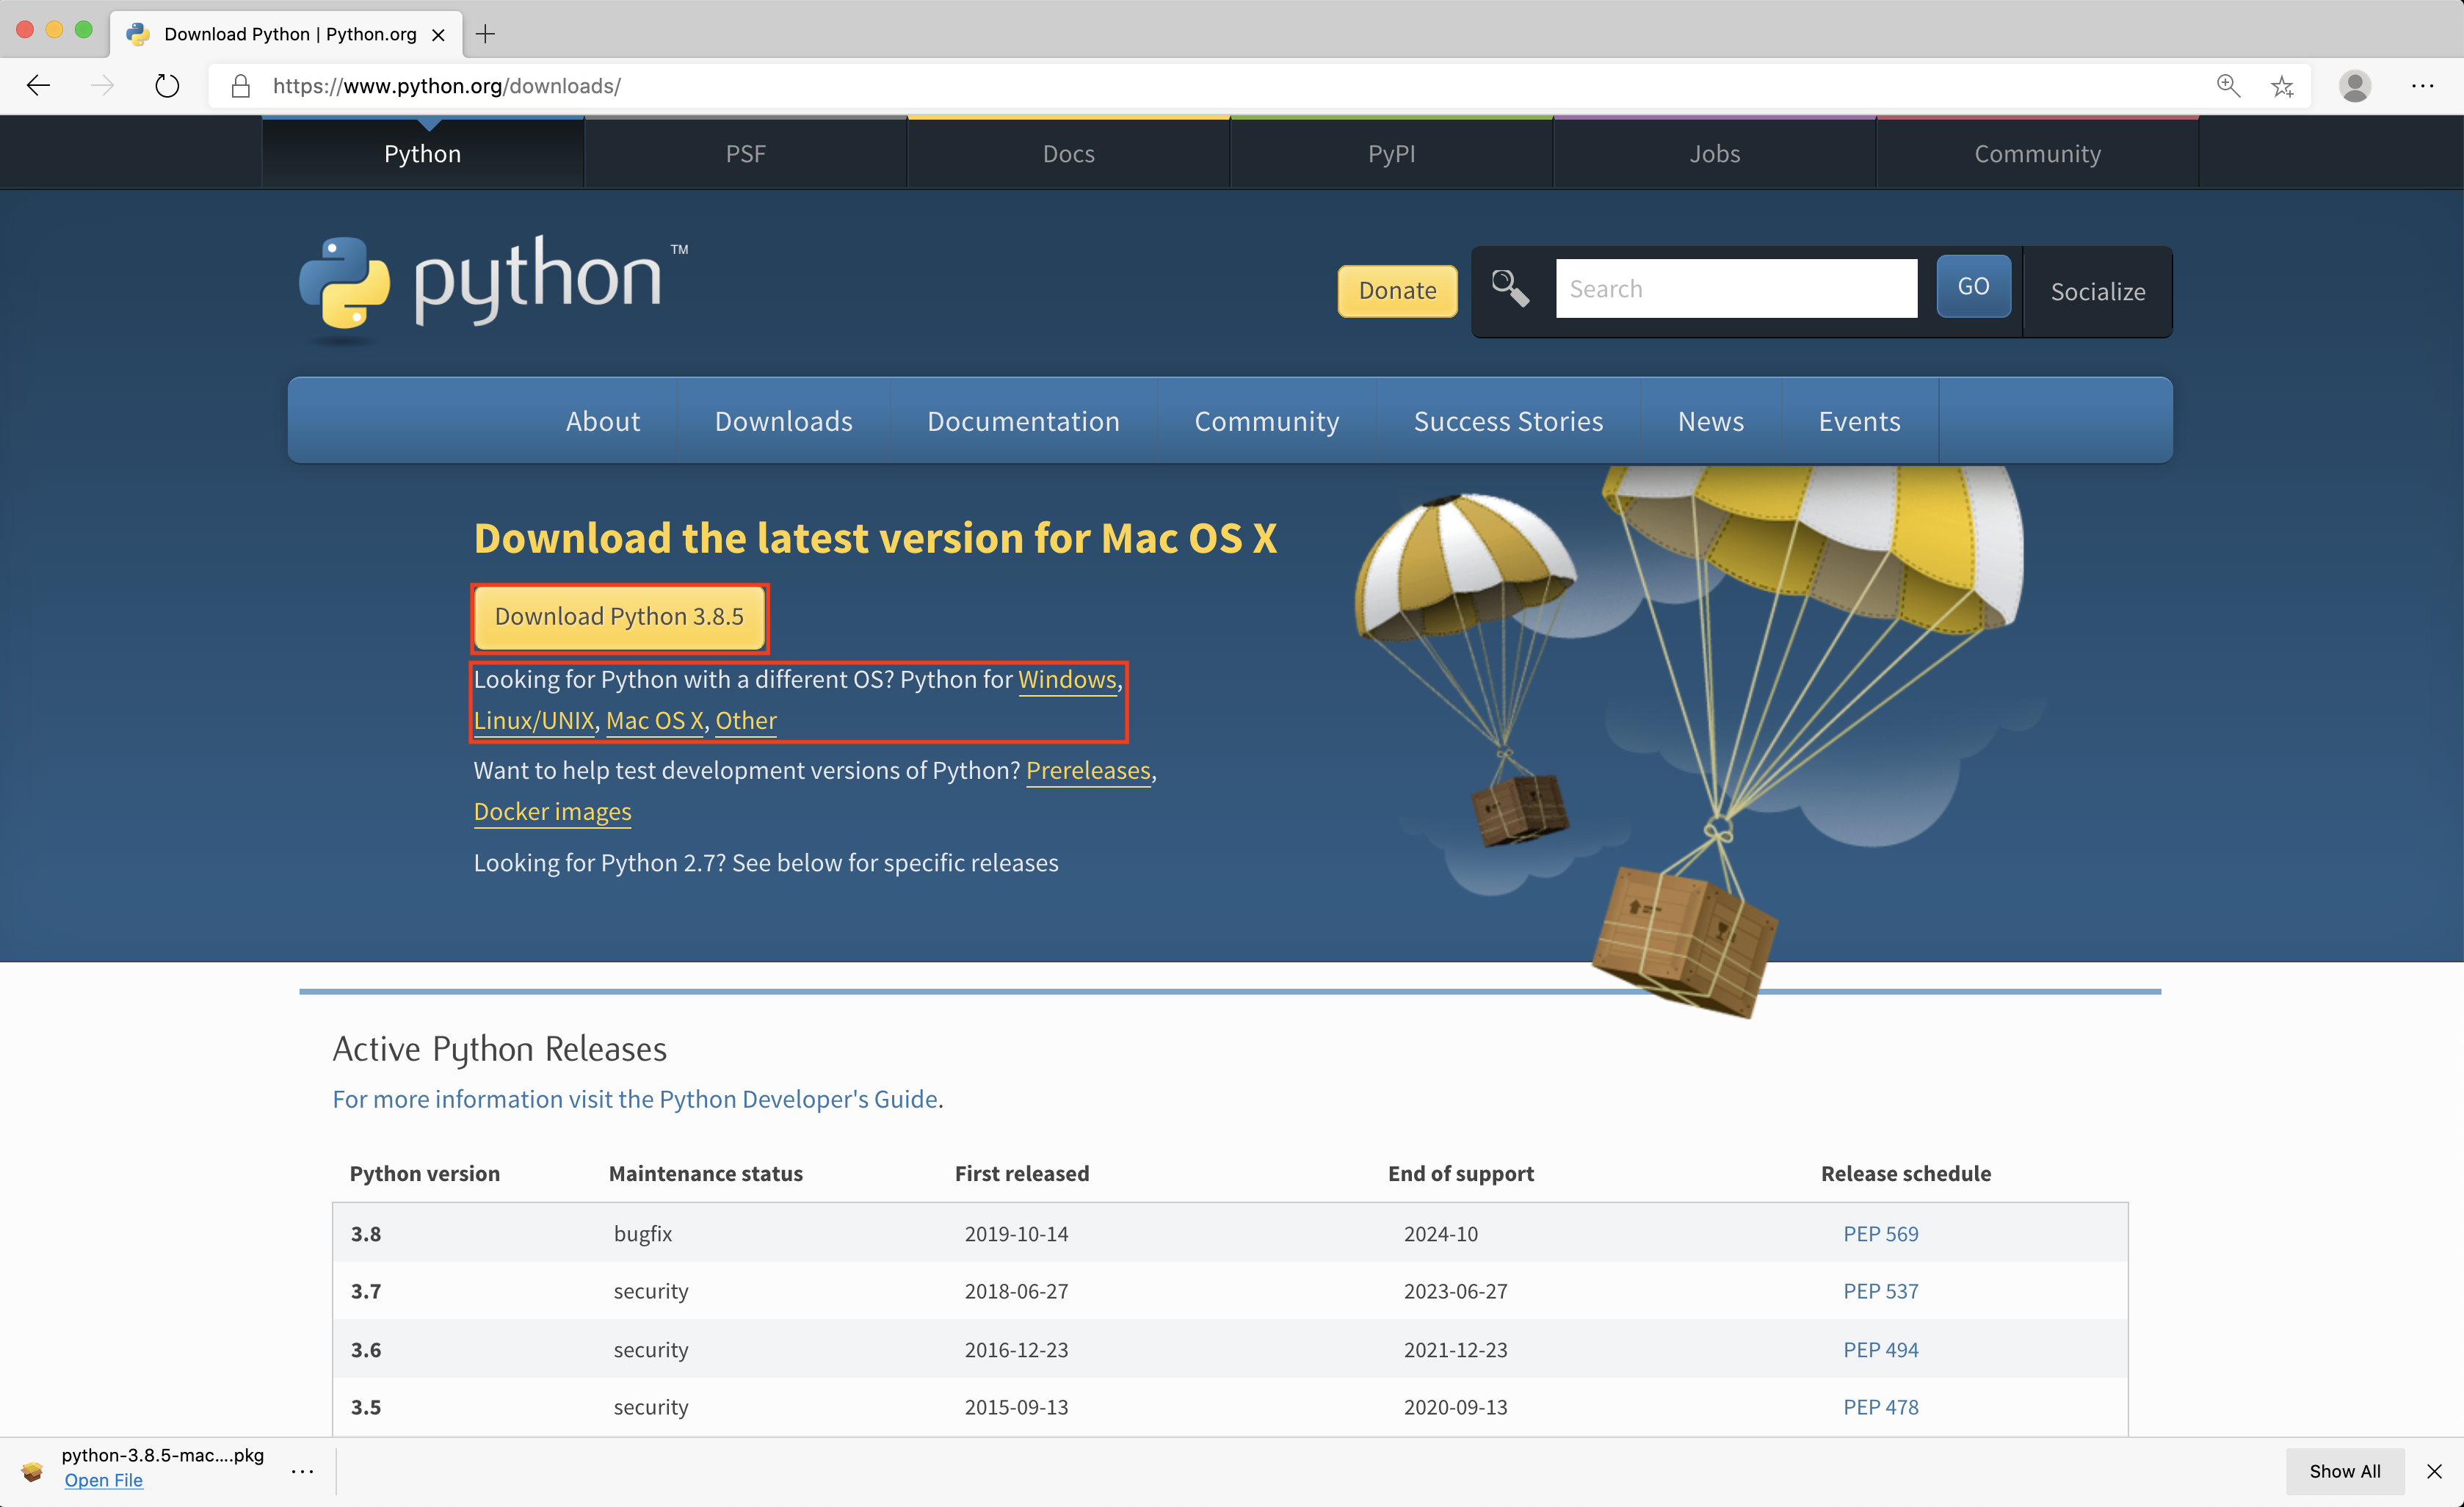 Download Python | Python.org
https://www.python.org/downloads/
Python PSF Docs PyPI Jobs Community
python™
Donate Search GO Socialize
About Downloads Documentation Community Success Stories News Events
Download the latest version for Mac OS X
Download Python 3.8.5
Looking for Python with a different OS? Python for Windows,
Linux/UNIX, Mac OS X, Other
Want to help test development versions of Python? Prereleases,
Docker images
Looking for Python 2.7? See below for specific releases
Active Python Releases
For more information visit the Python Developer's Guide.
Python version Maintenance status First released End of support Release schedule
3.8 bugfix 2019-10-14 2024-10 PEP 569
3.7 security 2018-06-27 2023-06-27 PEP 537
3.6 security 2016-12-23 2021-12-23 PEP 494
3.5 security 2015-09-13 2020-09-13 PEP 478
python-3.8.5-mac....pkg
Open File
Show All